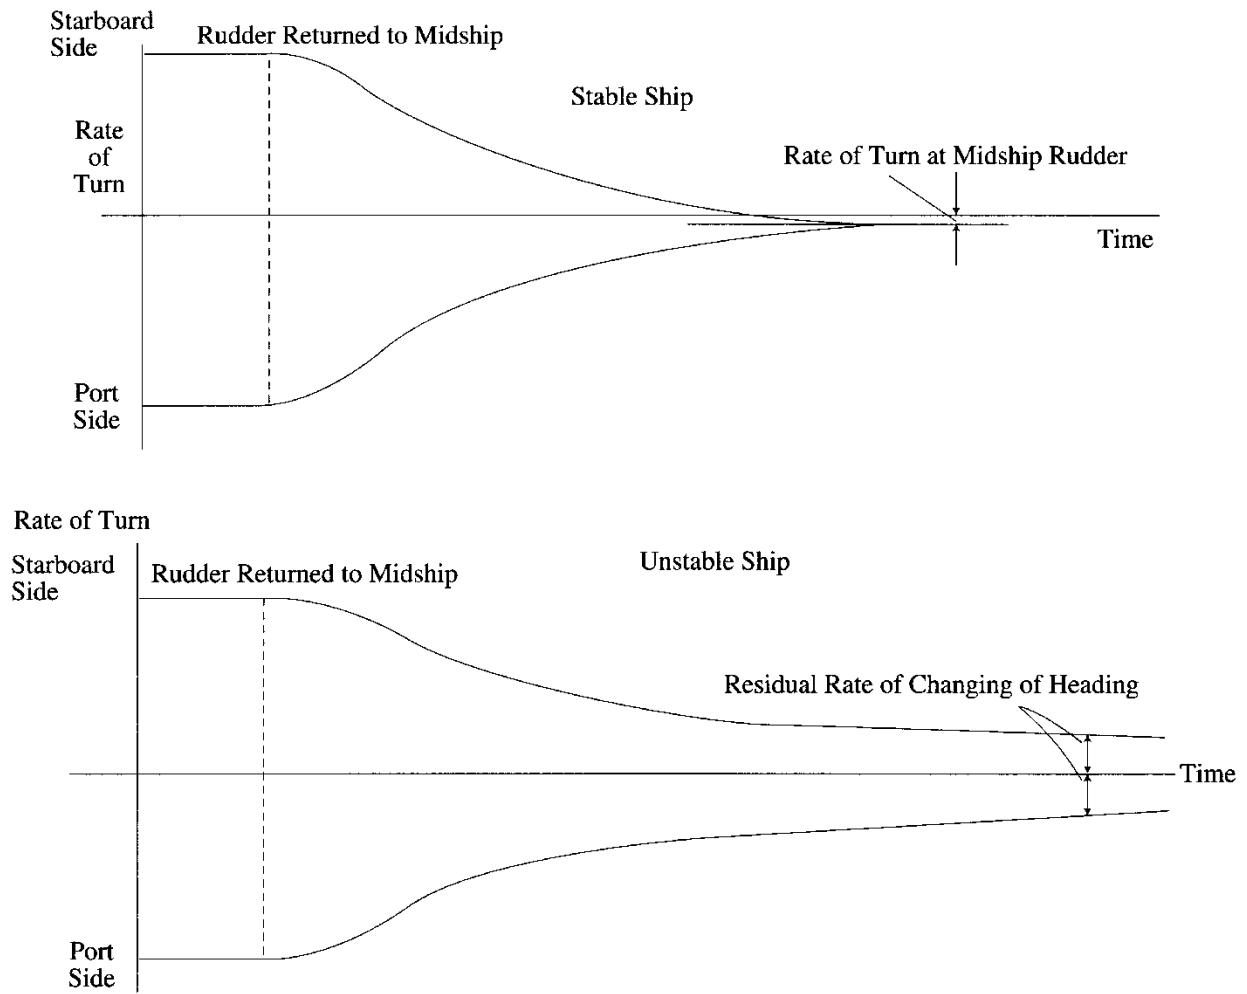 Starboard
Side
Rudder Returned to Midship
Stable Ship
Rate
of
Turn
Rate of Turn at Midship Rudder
Time
Port
Side
Rate of Turn
Starboard
Side
Rudder Returned to Midship
Unstable Ship
Residual Rate of Changing of Heading
Time
Port
Side